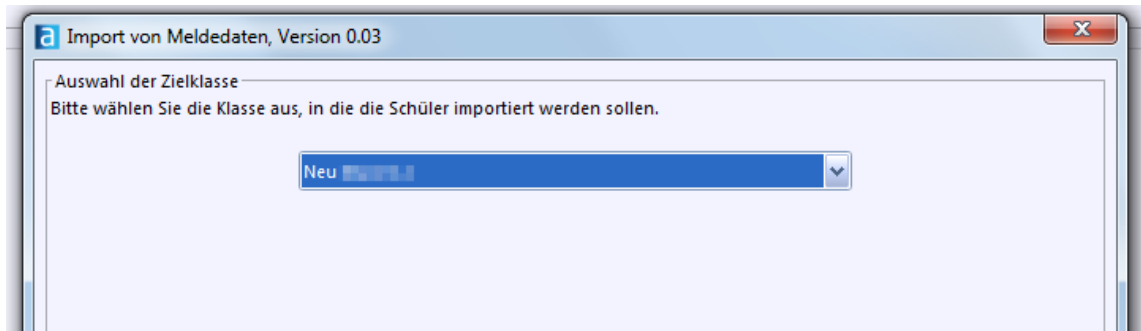 Import von Meldedaten, Version 0.03
Auswahl der Zielklasse
Bitte wählen Sie die Klasse aus, in die die Schüler importiert werden sollen.
Neu